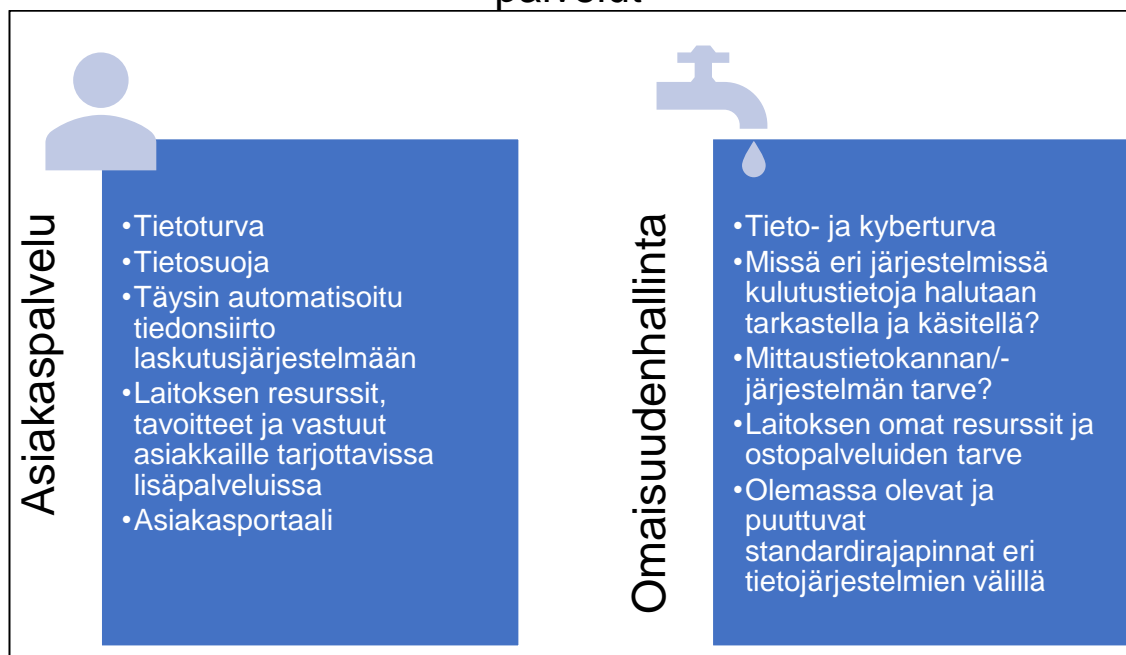 palvelut
Asiakaspalvelu
•Tietoturva
•Tietosuoja
•Täysin automatisoitu
tiedonsiirto
laskutusjärjestelmään
•Laitoksen resurssit,
tavoitteet ja vastuut
asiakkaille tarjottavissa
lisäpalveluissa
•Asiakasportaali
Omaisuudenhallinta
•Tieto- ja kyberturva
•Missä eri järjestelmissä
kulutustietoja halutaan
tarkastella ja käsitellä?
•Mittaustietokannan/-
järjestelmän tarve?
•Laitoksen omat resurssit ja
ostopalveluiden tarve
•Olemassa olevat ja
puuttuvat
standardirajapinnat eri
tietojärjestelmien välillä